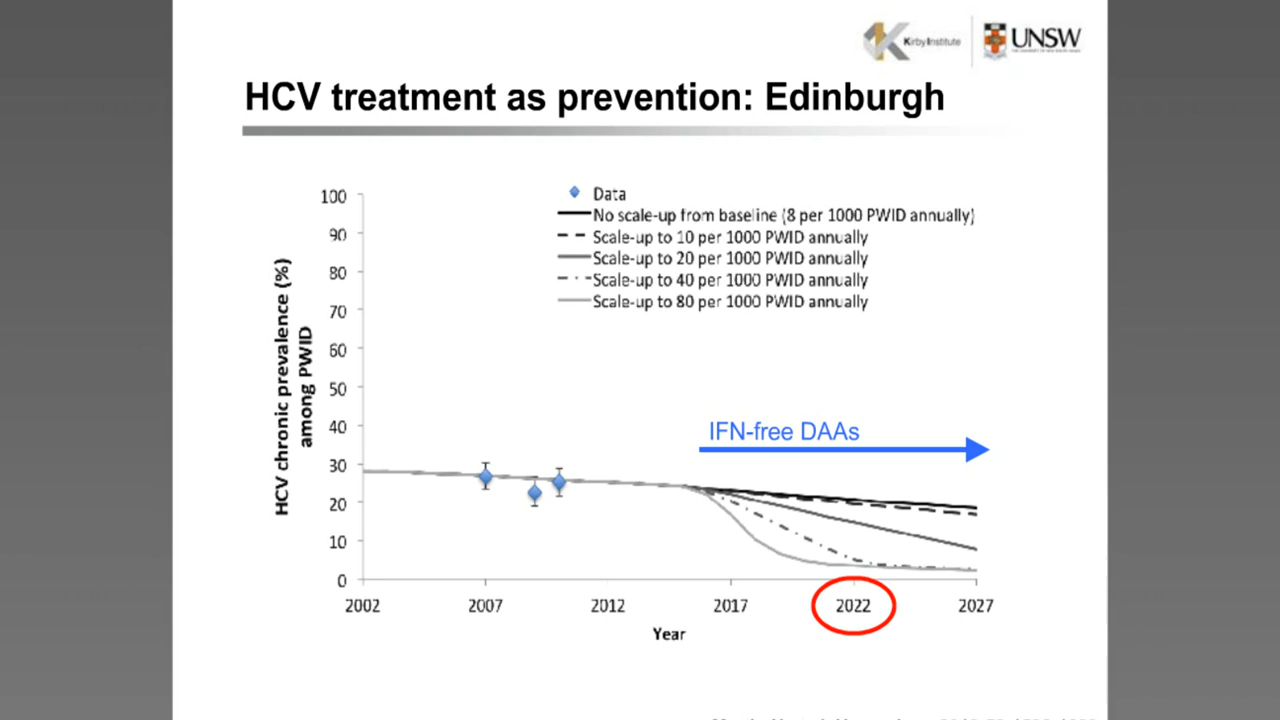 KirbyInstitute
UNSW
HCV treatment as prevention: Edinburgh
Data
No scale-up from baseline (8 per 1000 PWID annually)
Scale-up to 10 per 1000 PWID annually
Scale-up to 20 per 1000 PWID annually
Scale-up to 40 per 1000 PWID annually
Scale-up to 80 per 1000 PWID annually
HCV chronic prevalence (%)
among PWID
100
90
80
70
60
50
40
30
20
10
0
IFN-free DAAs
2002 2007 2012 2017 2022 2027
Year